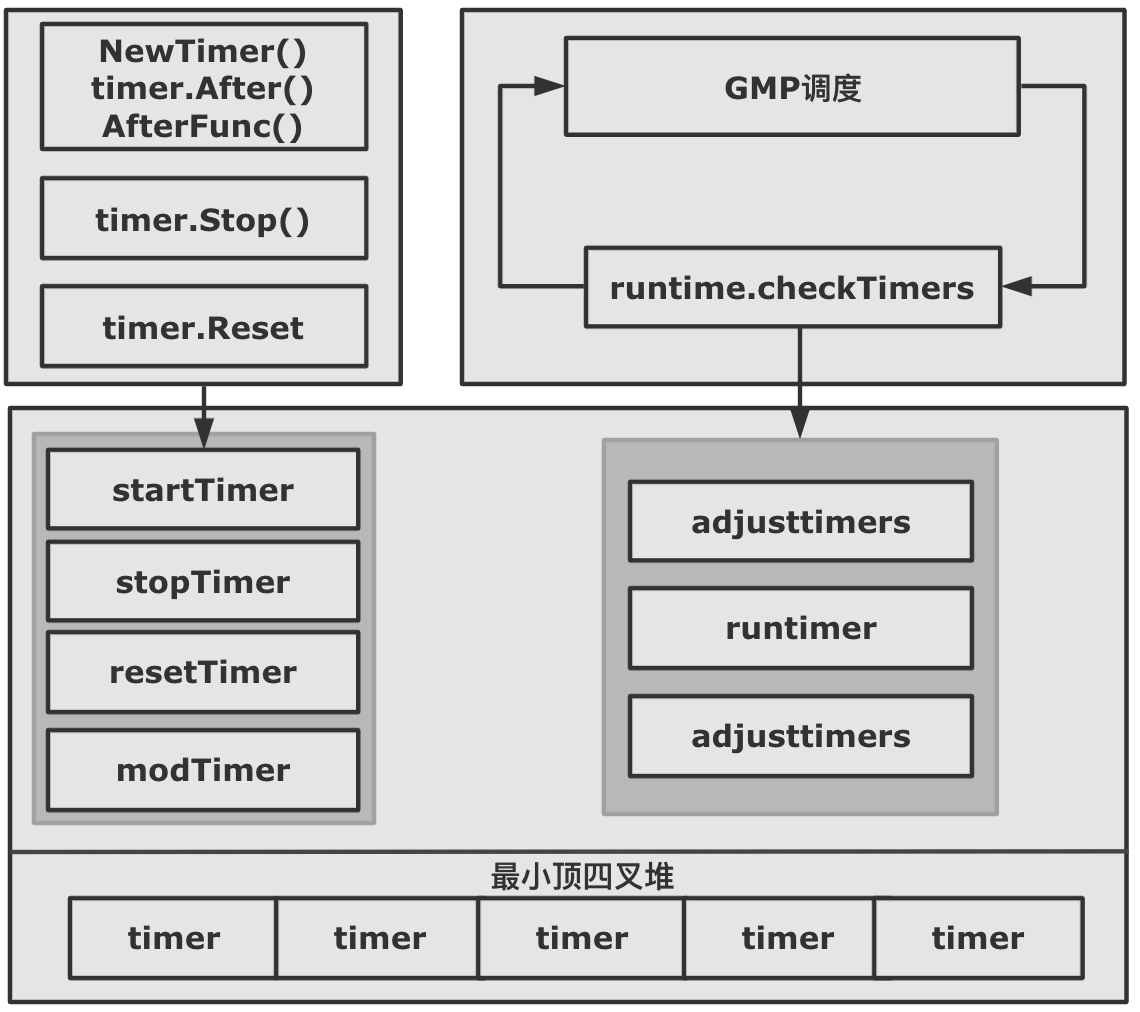 NewTimer()
timer.After()
AfterFunc()
timer.Stop()
timer.Reset
GMP调度
runtime.checkTimers
startTimer
stopTimer
resetTimer
modTimer
adjusttimers
runtimer
adjusttimers
最小顶四叉堆
timer timer timer timer timer